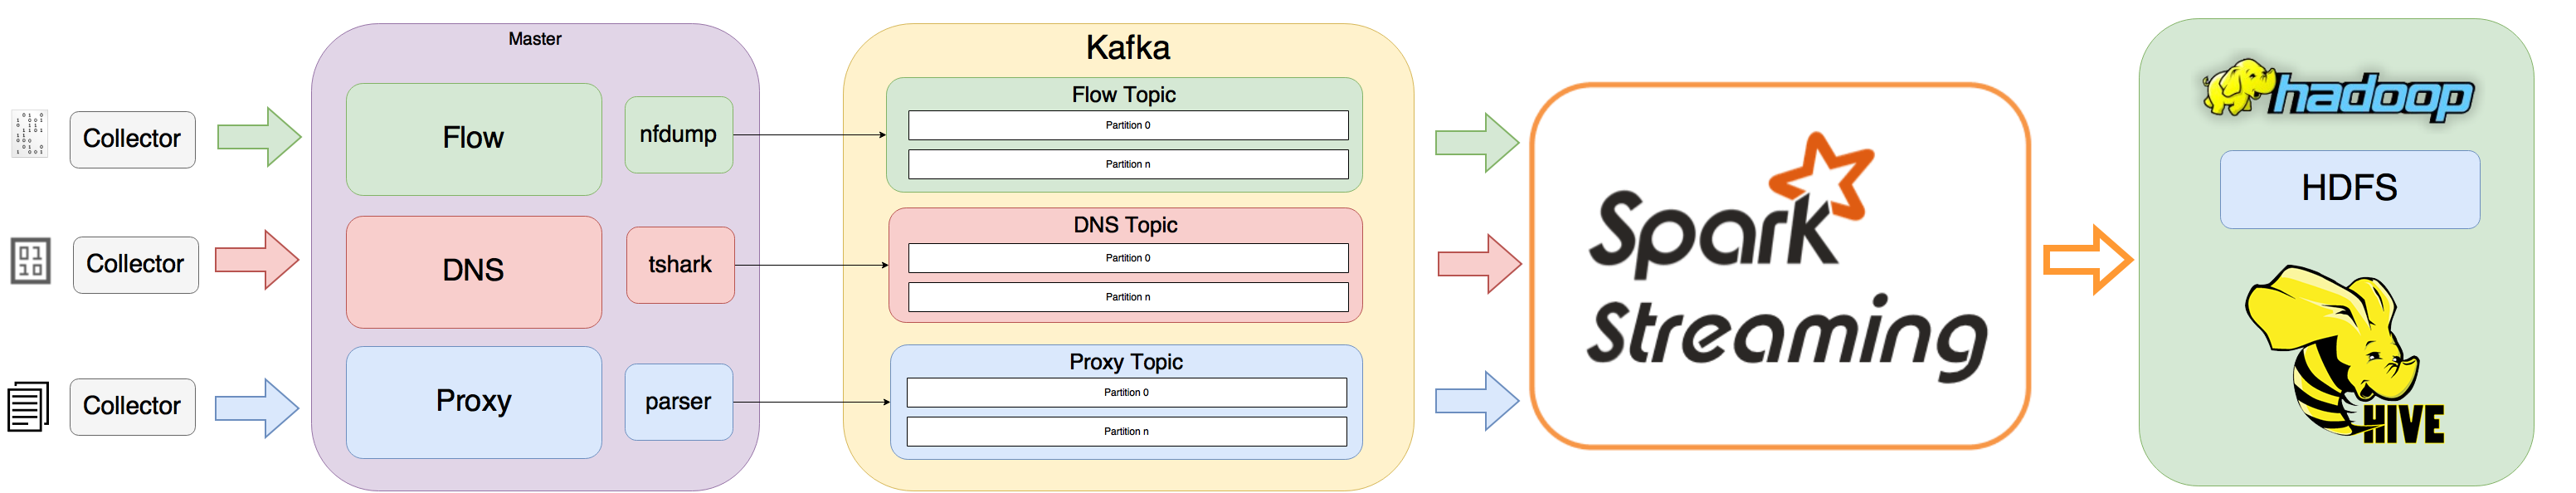 Collector
Collector
Collector
Master
Flow
nfdump
DNS
tshark
Proxy
parser
Kafka
Flow Topic
Partition 0
Partition n
DNS Topic
Partition 0
Partition n
Proxy Topic
Partition 0
Partition n
Spark
Streaming
hadoop
HDFS
HIVE